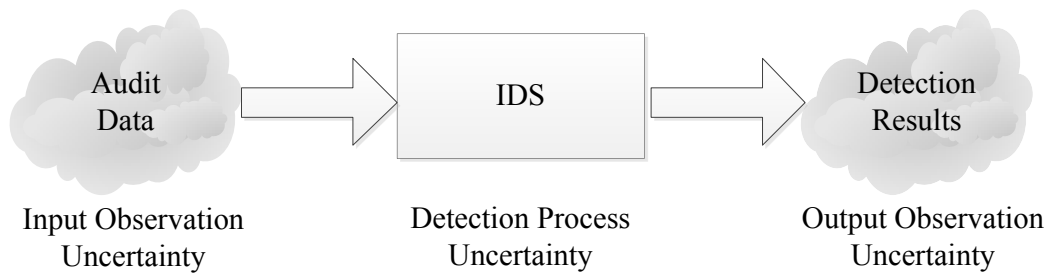 Audit
Data
IDS
Detection
Results
Input Observation
Uncertainty
Detection Process
Uncertainty
Output Observation
Uncertainty